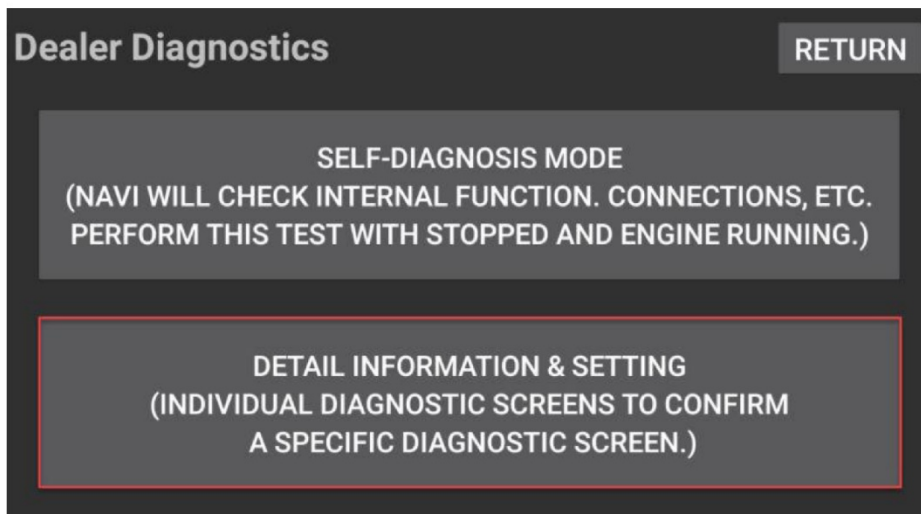 Dealer Diagnostics
RETURN
SELF-DIAGNOSIS MODE
(NAVI WILL CHECK INTERNAL FUNCTION. CONNECTIONS, ETC.
PERFORM THIS TEST WITH STOPPED AND ENGINE RUNNING.)
DETAIL INFORMATION & SETTING
(INDIVIDUAL DIAGNOSTIC SCREENS TO CONFIRM
A SPECIFIC DIAGNOSTIC SCREEN.)